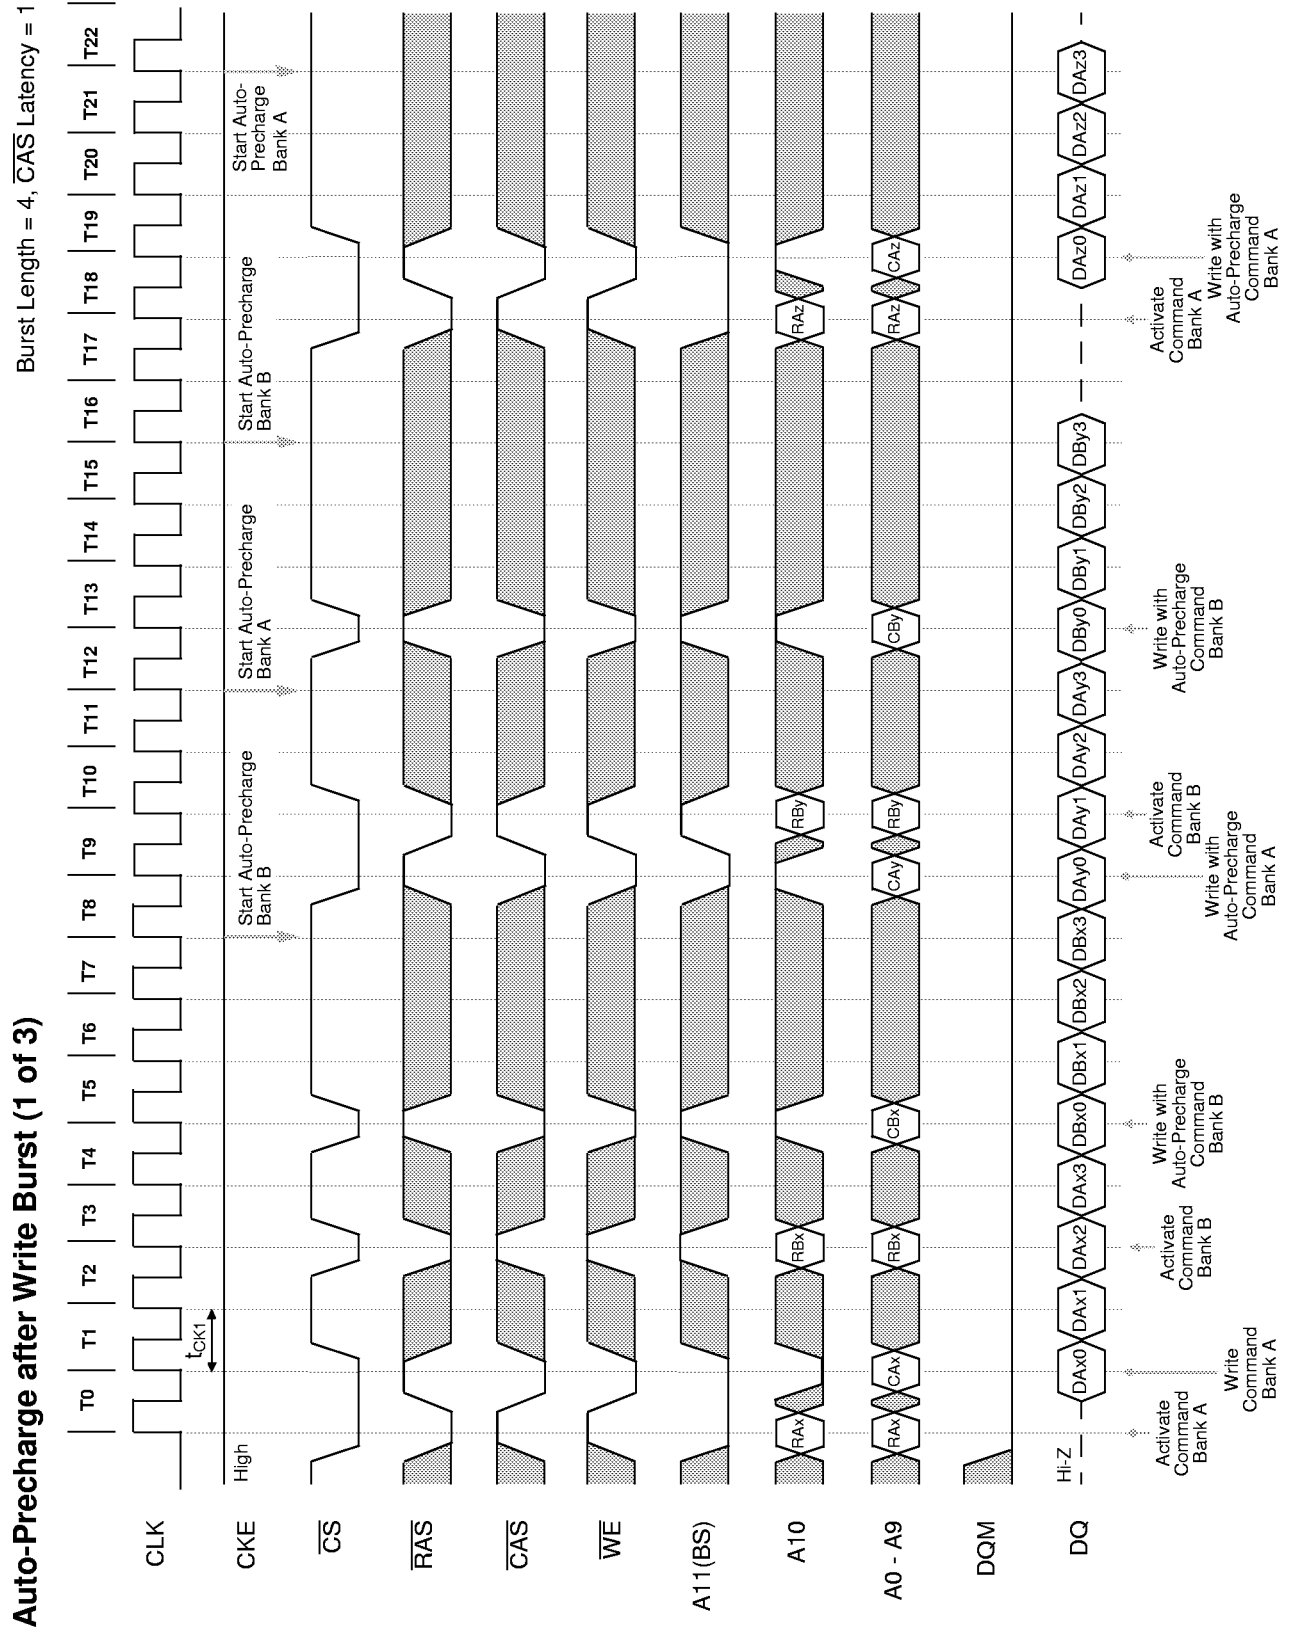 Auto-Precharge after Write Burst (1 of 3)
Burst Length = 4, CAS Latency = 1
T0 T1 T2 T3 T4 T5 T6 T7 T8 T9 T10 T11 T12 T13 T14 T15 T16 T17 T18 T19 T20 T21 T22
CLK
tCK1
CKE
High
Start Auto-Precharge
Bank B
Start Auto-Precharge
Bank A
Start Auto-Precharge
Bank B
Start Auto-
Precharge
Bank A
CS
RAS
CAS
WE
A11(BS)
A10
RAx RBx RBy RAz
A0 - A9
RAx CAx RBx CBx CAy RBy CBy RAz CAz
DQM
DQ
Hi-Z
DAx0 DAx1 DAx2 DAx3 DBx0 DBx1 DBx2 DBx3 DAy0 DAy1 DAy2 DAy3 DBy0 DBy1 DBy2 DBy3 DAz0 DAz1 DAz2 DAz3
Activate
Command
Bank A
Write
Command
Bank A
Activate
Command
Bank B
Write with
Auto-Precharge
Command
Bank B
Write with
Auto-Precharge
Command
Bank A
Activate
Command
Bank B
Write with
Auto-Precharge
Command
Bank B
Activate
Command
Bank A
Write with
Auto-Precharge
Command
Bank A